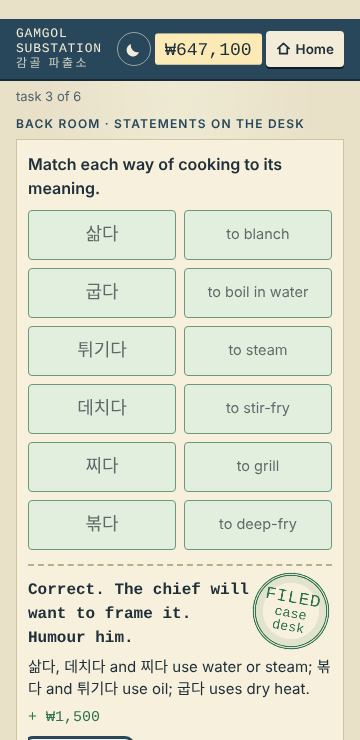 GAMGOL
SUBSTATION
감골 파출소
₩647,100
Home
task 3 of 6
BACK ROOM · STATEMENTS ON THE DESK
Match each way of cooking to its
meaning.
삶다 to blanch
굽다 to boil in water
튀기다 to steam
데치다 to stir-fry
찌다 to grill
볶다 to deep-fry
Correct. The chief will
want to frame it.
Humour him.
FILED
case
desk
삶다, 데치다 and 찌다 use water or steam; 볶
다 and 튀기다 use oil; 굽다 uses dry heat.
+ ₩1,500